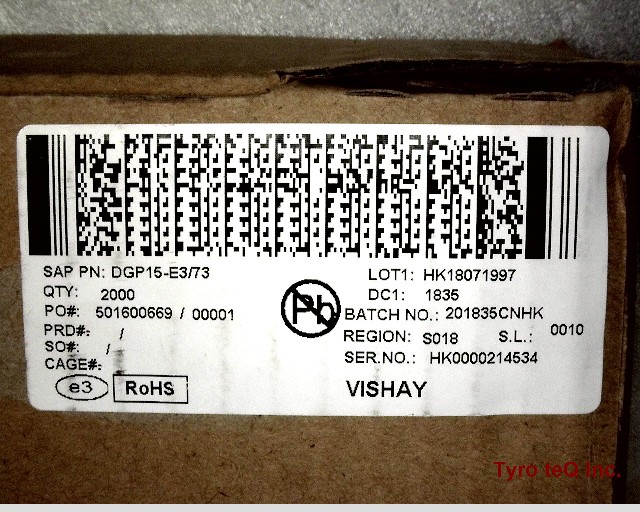 SAP PN: DGP15-E3/73
QTY: 2000
PO#: 501600669 / 00001
PRD#: /
SO#: /
CAGE#:
e3 RoHS
Pb
LOT1: HK18071997
DC1: 1835
BATCH NO.: 201835CNHK
REGION: S018 S.L.: 0010
SER.NO.: HK0000214534
VISHAY
Tyro teQ Inc.